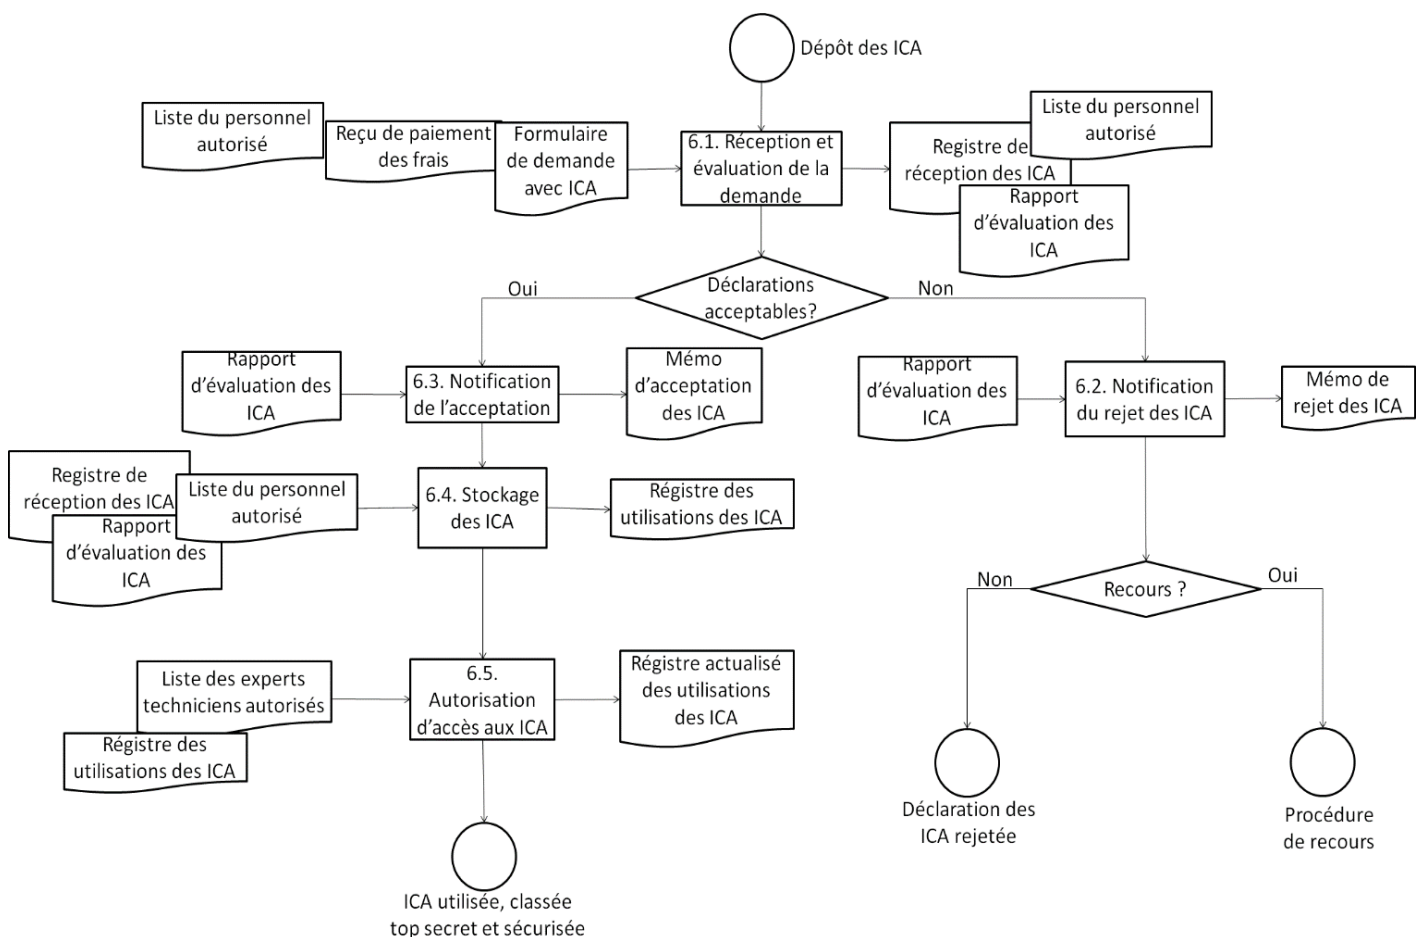 Dépôt des ICA
Liste du personnel
autorisé
Reçu de paiement
des frais
Formulaire
de demande
avec ICA
6.1. Réception et
évaluation de la
demande
Registre de
réception des ICA
Liste du personnel
autorisé
Rapport
d’évaluation des
ICA
Déclarations
acceptables?
Oui
Non
Rapport
d’évaluation des
ICA
6.3. Notification
de l’acceptation
Mémo
d’acceptation
des ICA
Rapport
d’évaluation des
ICA
6.2. Notification
du rejet des ICA
Mémo de
rejet des ICA
Registre de
réception des ICA
Rapport
d’évaluation des
ICA
Liste du personnel
autorisé
6.4. Stockage
des ICA
Régistre des
utilisations des ICA
Recours ?
Non
Oui
Liste des experts
techniciens autorisés
Régistre des
utilisations des ICA
6.5.
Autorisation
d’accès aux ICA
Régistre actualisé
des utilisations
des ICA
Déclaration des
ICA rejetée
Procédure
de recours
ICA utilisée, classée
top secret et sécurisée